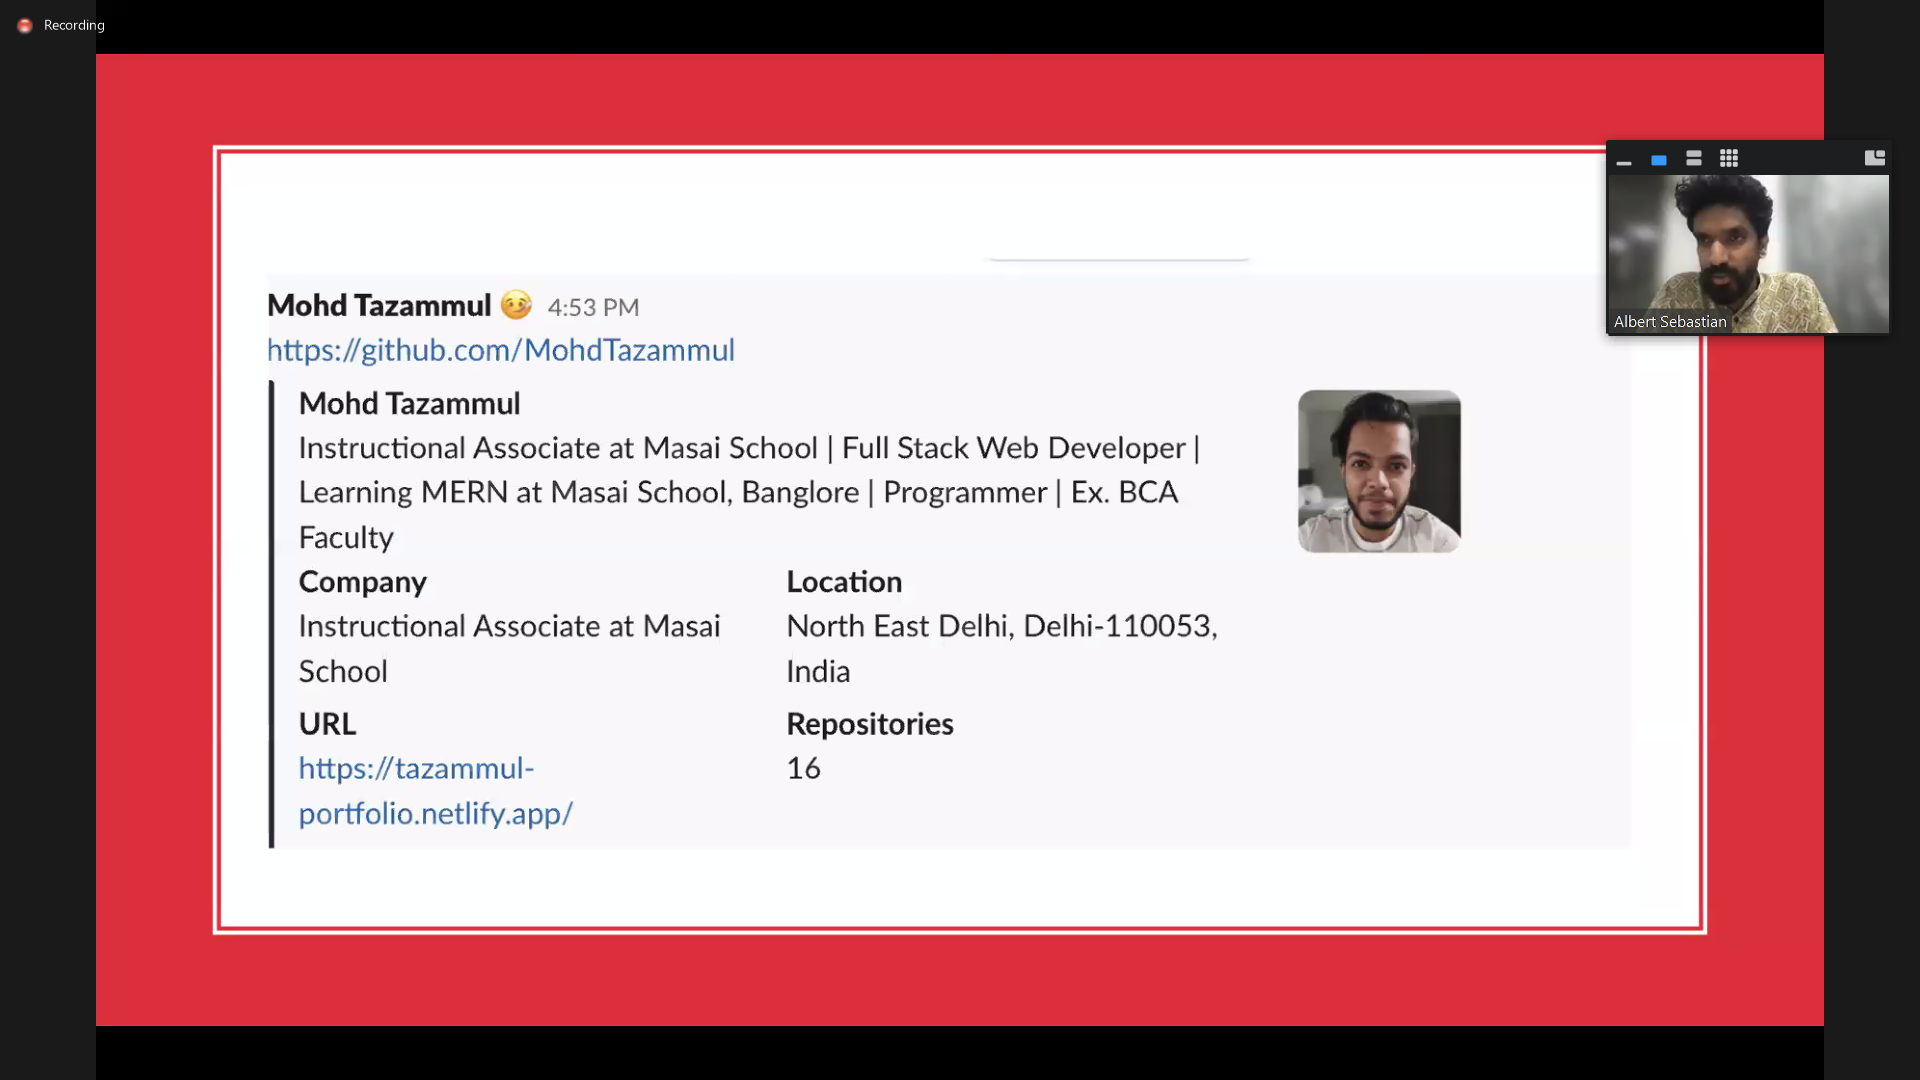 Recording
Mohd Tazammul 4:53 PM
https://github.com/MohdTazammul
Mohd Tazammul
Instructional Associate at Masai School | Full Stack Web Developer |
Learning MERN at Masai School, Banglore | Programmer | Ex. BCA
Faculty
Company
Instructional Associate at Masai
School
Location
North East Delhi, Delhi-110053,
India
URL
https://tazammul-
portfolio.netlify.app/
Repositories
16
Albert Sebastian